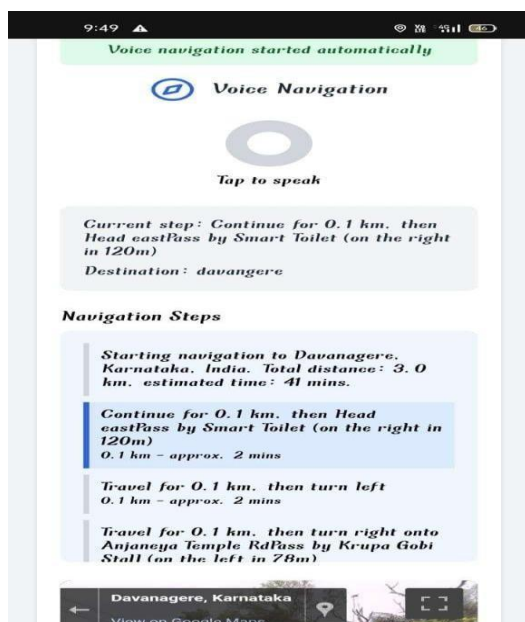 9:49
46
Voice navigation started automatically
Voice Navigation
Tap to speak
Current step: Continue for 0.1 km, then
Head eastPass by Smart Toilet (on the right
in 120m)
Destination: davangere
Navigation Steps
Starting navigation to Davanagere,
Karnataka, India. Total distance: 3.0
km, estimated time: 41 mins.
Continue for 0.1 km, then Head
eastPass by Smart Toilet (on the right in
120m)
0.1 km - approx. 2 mins
Travel for 0.1 km, then turn left
0.1 km - approx. 2 mins
Travel for 0.1 km, then turn right onto
Anjaneya Temple RdPass by Krupa Gobi
Stall (on the left in 78m)
Davanagere, Karnataka
View on Google Maps